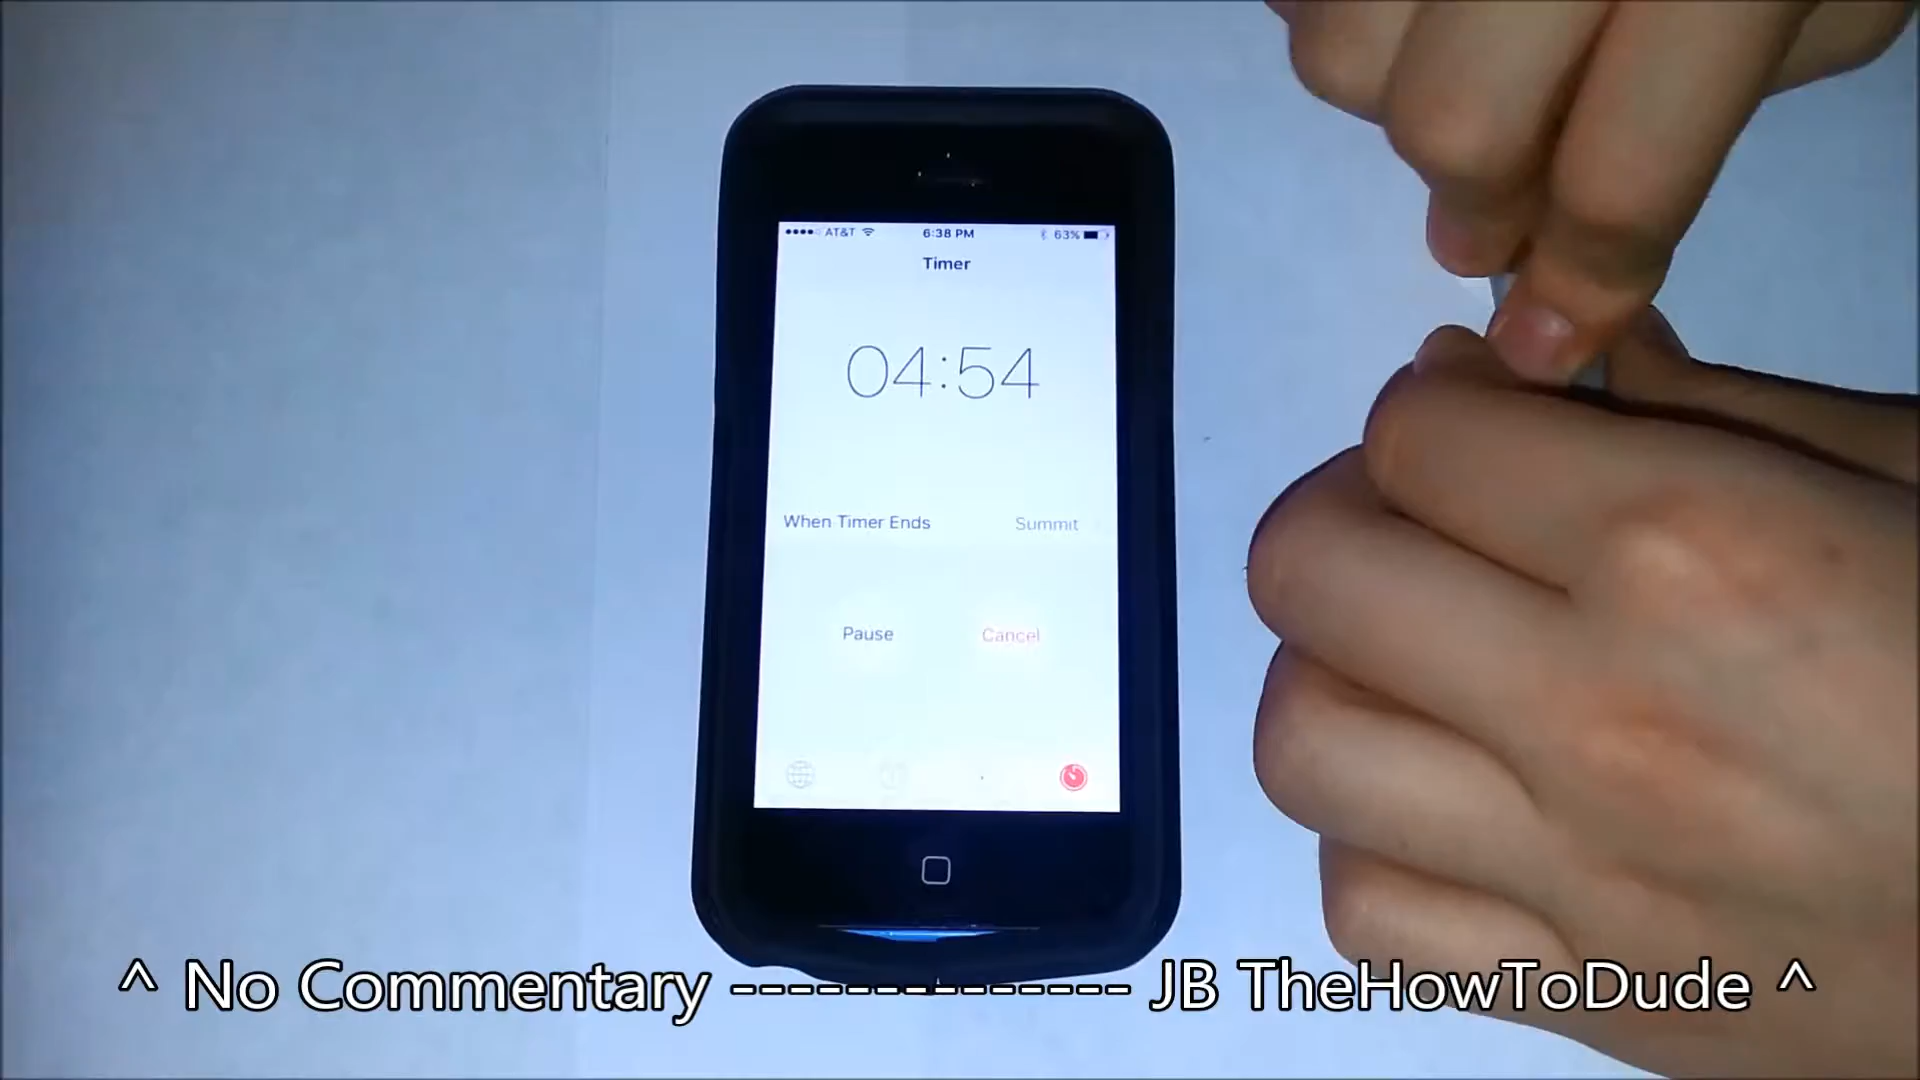 AT&T 6:38 PM 63%
Timer
04:54
When Timer Ends Summit
Pause Cancel
^ No Commentary --------------- JB TheHowToDude ^